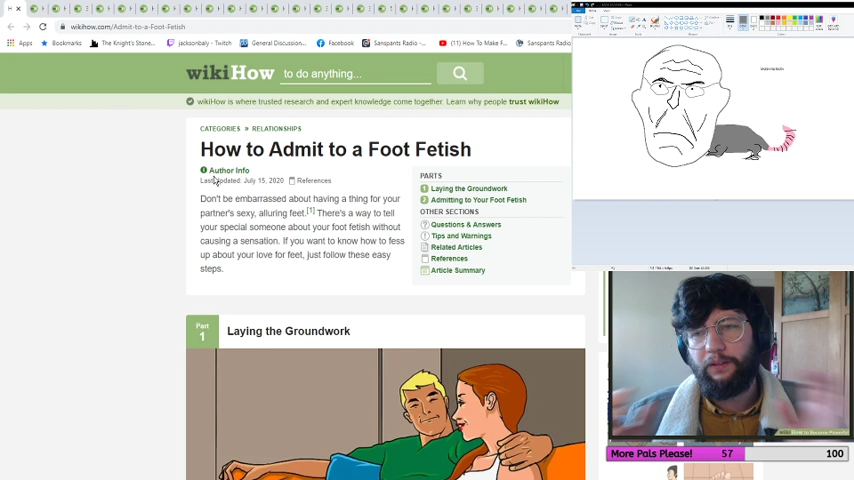 wikihow.com/Admit-to-a-Foot-Fetish
Apps
Bookmarks
The Knight's Stone...
jacksonbaly - Twitch
General Discussion...
Facebook
Sanspants Radio - ...
(11) How To Make F...
Sanspants Radio
wikiHow to do anything...
wikiHow is where trusted research and expert knowledge come together. Learn why people trust wikiHow
CATEGORIES » RELATIONSHIPS
How to Admit to a Foot Fetish
Author Info
Last Updated: July 15, 2020 References
Don't be embarrassed about having a thing for your
partner's sexy, alluring feet.[1] There's a way to tell
your special someone about your foot fetish without
causing a sensation. If you want to know how to fess
up about your love for feet, just follow these easy
steps.
PARTS
1 Laying the Groundwork
2 Admitting to Your Foot Fetish
OTHER SECTIONS
Questions & Answers
Tips and Warnings
Related Articles
References
Article Summary
Part
1
Laying the Groundwork
More Pals Please! 57 100